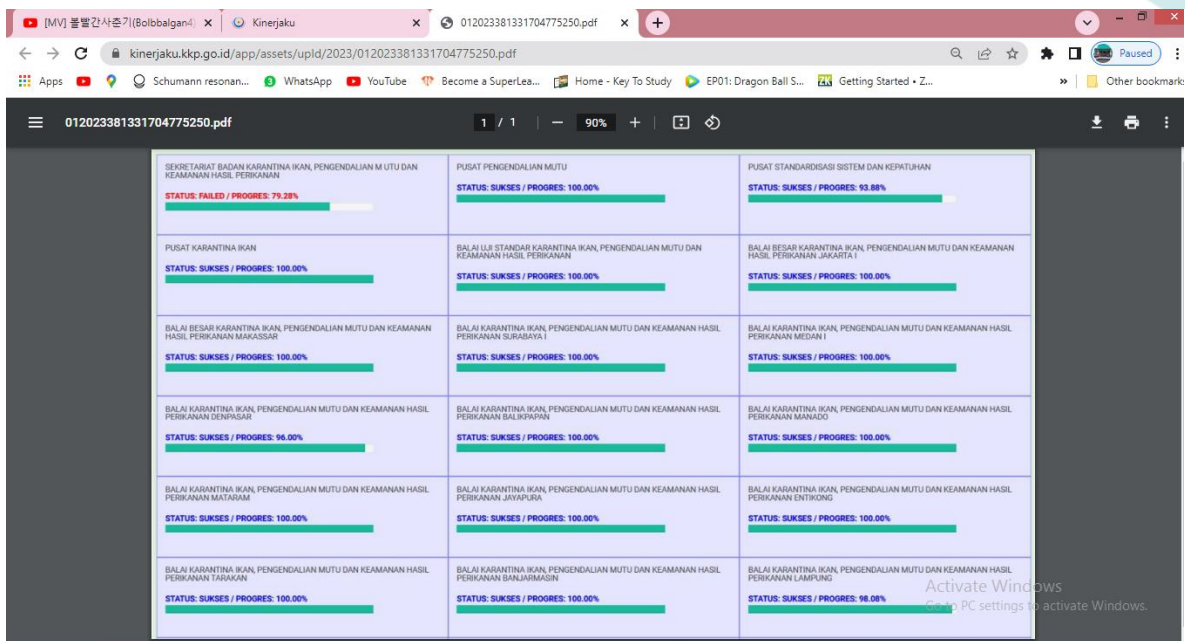 [MV] 볼빨간사춘기(Bolbbalgan4)
Kinerjaku
012023381331704775250.pdf
kinerjaku.kkp.go.id/app/assets/upld/2023/012023381331704775250.pdf
Paused
Apps
Schumann resonan...
WhatsApp
YouTube
Become a SuperLea...
Home - Key To Study
EP01: Dragon Ball S...
Getting Started • Z...
»
Other bookmarks
012023381331704775250.pdf
1 / 1
90%
SEKRETARIAT BADAN KARANTINA IKAN, PENGENDALIAN M UTU DAN
KEAMANAN HASIL PERIKANAN
STATUS: FAILED / PROGRES: 79.28%
PUSAT PENGENDALIAN MUTU
STATUS: SUKSES / PROGRES: 100.00%
PUSAT STANDARDISASI SISTEM DAN KEPATUHAN
STATUS: SUKSES / PROGRES: 93.88%
PUSAT KARANTINA IKAN
STATUS: SUKSES / PROGRES: 100.00%
BALAI UJI STANDAR KARANTINA IKAN, PENGENDALIAN MUTU DAN
KEAMANAN HASIL PERIKANAN
STATUS: SUKSES / PROGRES: 100.00%
BALAI BESAR KARANTINA IKAN, PENGENDALIAN MUTU DAN KEAMANAN
HASIL PERIKANAN JAKARTA I
STATUS: SUKSES / PROGRES: 100.00%
BALAI BESAR KARANTINA IKAN, PENGENDALIAN MUTU DAN KEAMANAN
HASIL PERIKANAN MAKASSAR
STATUS: SUKSES / PROGRES: 100.00%
BALAI KARANTINA IKAN, PENGENDALIAN MUTU DAN KEAMANAN HASIL
PERIKANAN SURABAYA I
STATUS: SUKSES / PROGRES: 100.00%
BALAI KARANTINA IKAN, PENGENDALIAN MUTU DAN KEAMANAN HASIL
PERIKANAN MEDAN I
STATUS: SUKSES / PROGRES: 100.00%
BALAI KARANTINA IKAN, PENGENDALIAN MUTU DAN KEAMANAN HASIL
PERIKANAN DENPASAR
STATUS: SUKSES / PROGRES: 96.00%
BALAI KARANTINA IKAN, PENGENDALIAN MUTU DAN KEAMANAN HASIL
PERIKANAN BALIKPAPAN
STATUS: SUKSES / PROGRES: 100.00%
BALAI KARANTINA IKAN, PENGENDALIAN MUTU DAN KEAMANAN HASIL
PERIKANAN MANADO
STATUS: SUKSES / PROGRES: 100.00%
BALAI KARANTINA IKAN, PENGENDALIAN MUTU DAN KEAMANAN HASIL
PERIKANAN MATARAM
STATUS: SUKSES / PROGRES: 100.00%
BALAI KARANTINA IKAN, PENGENDALIAN MUTU DAN KEAMANAN HASIL
PERIKANAN JAYAPURA
STATUS: SUKSES / PROGRES: 100.00%
BALAI KARANTINA IKAN, PENGENDALIAN MUTU DAN KEAMANAN HASIL
PERIKANAN ENTIKONG
STATUS: SUKSES / PROGRES: 100.00%
BALAI KARANTINA IKAN, PENGENDALIAN MUTU DAN KEAMANAN HASIL
PERIKANAN TARAKAN
STATUS: SUKSES / PROGRES: 100.00%
BALAI KARANTINA IKAN, PENGENDALIAN MUTU DAN KEAMANAN HASIL
PERIKANAN BANJARMASIN
STATUS: SUKSES / PROGRES: 100.00%
BALAI KARANTINA IKAN, PENGENDALIAN MUTU DAN KEAMANAN HASIL
PERIKANAN LAMPUNG
STATUS: SUKSES / PROGRES: 98.08%
Activate Windows
Go to PC settings to activate Windows.